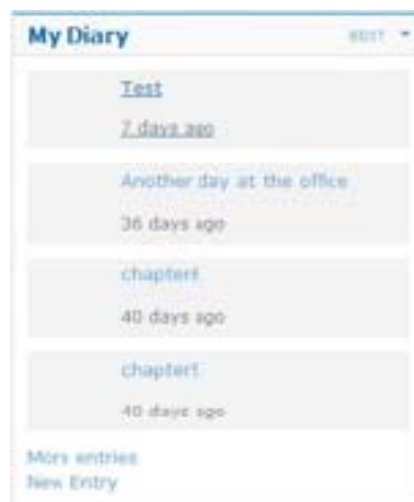 My Diary EDIT
Test
7 days ago
Another day at the office
36 days ago
chapter1
40 days ago
chapter1
40 days ago
More entries
New Entry